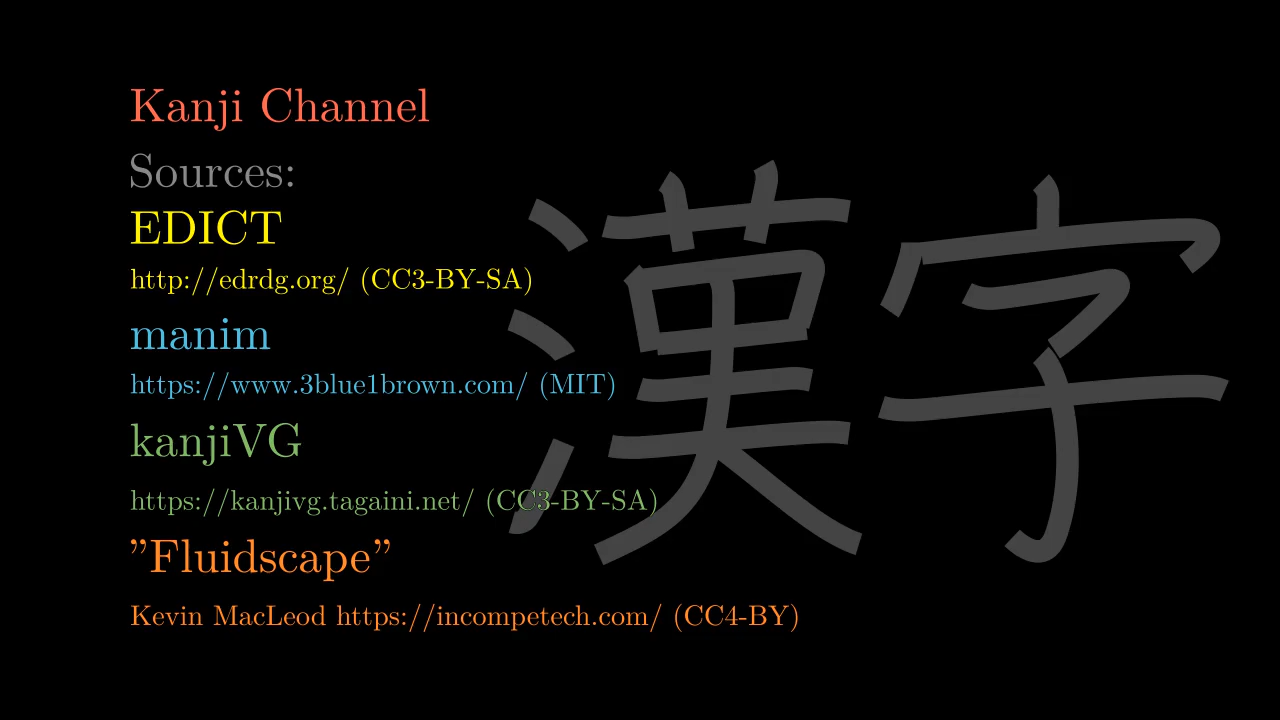 Kanji Channel
Sources:
EDICT
http://edrdg.org/ (CC3-BY-SA)
manim
https://www.3blue1brown.com/ (MIT)
kanjiVG
https://kanjivg.tagaini.net/ (CC3-BY-SA)
”Fluidscape”
Kevin MacLeod https://incompetech.com/ (CC4-BY)
漢字